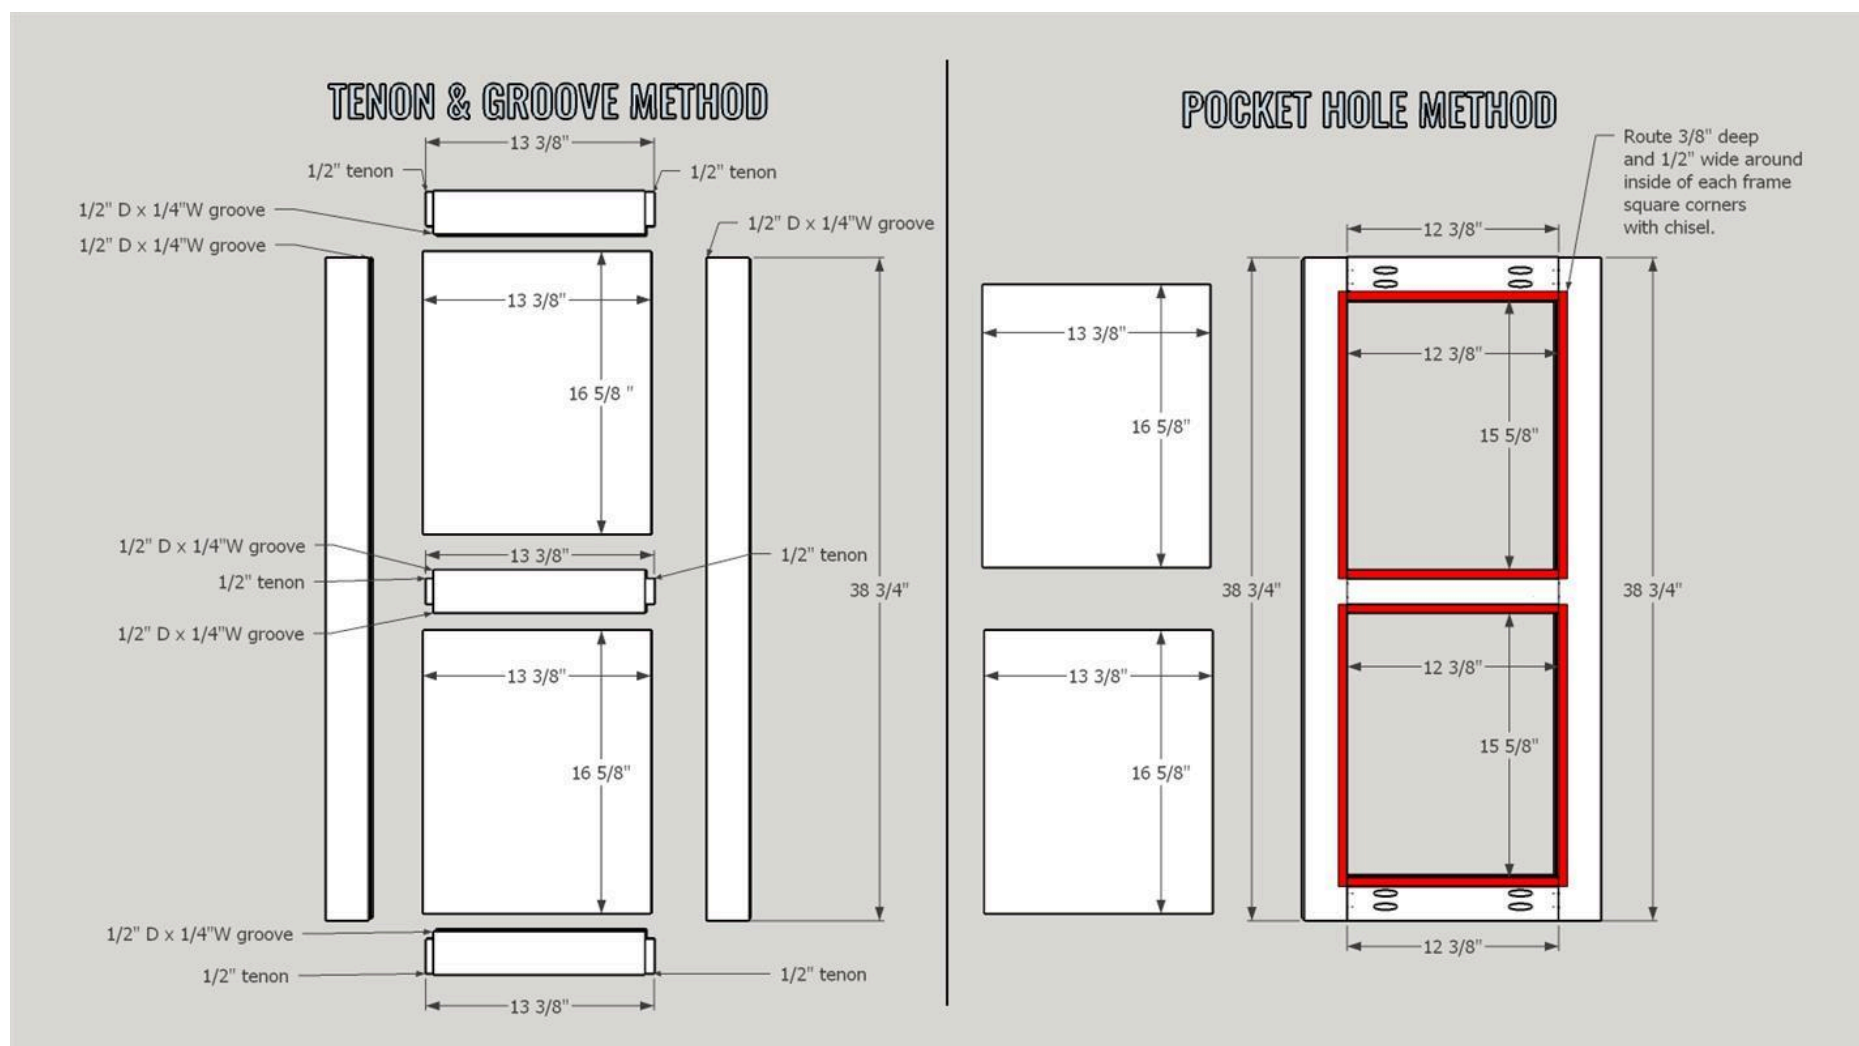 TENON & GROOVE METHOD
13 3/8"
1/2" tenon
1/2" tenon
1/2" D x 1/4"W groove
1/2" D x 1/4"W groove
1/2" D x 1/4"W groove
13 3/8"
16 5/8 "
1/2" D x 1/4"W groove
13 3/8"
1/2" tenon
1/2" tenon
38 3/4"
1/2" D x 1/4"W groove
13 3/8"
16 5/8"
1/2" D x 1/4"W groove
1/2" tenon
1/2" tenon
13 3/8"
POCKET HOLE METHOD
Route 3/8" deep
and 1/2" wide around
inside of each frame
square corners
with chisel.
12 3/8"
13 3/8"
12 3/8"
16 5/8"
15 5/8"
38 3/4"
38 3/4"
13 3/8"
12 3/8"
16 5/8"
15 5/8"
12 3/8"